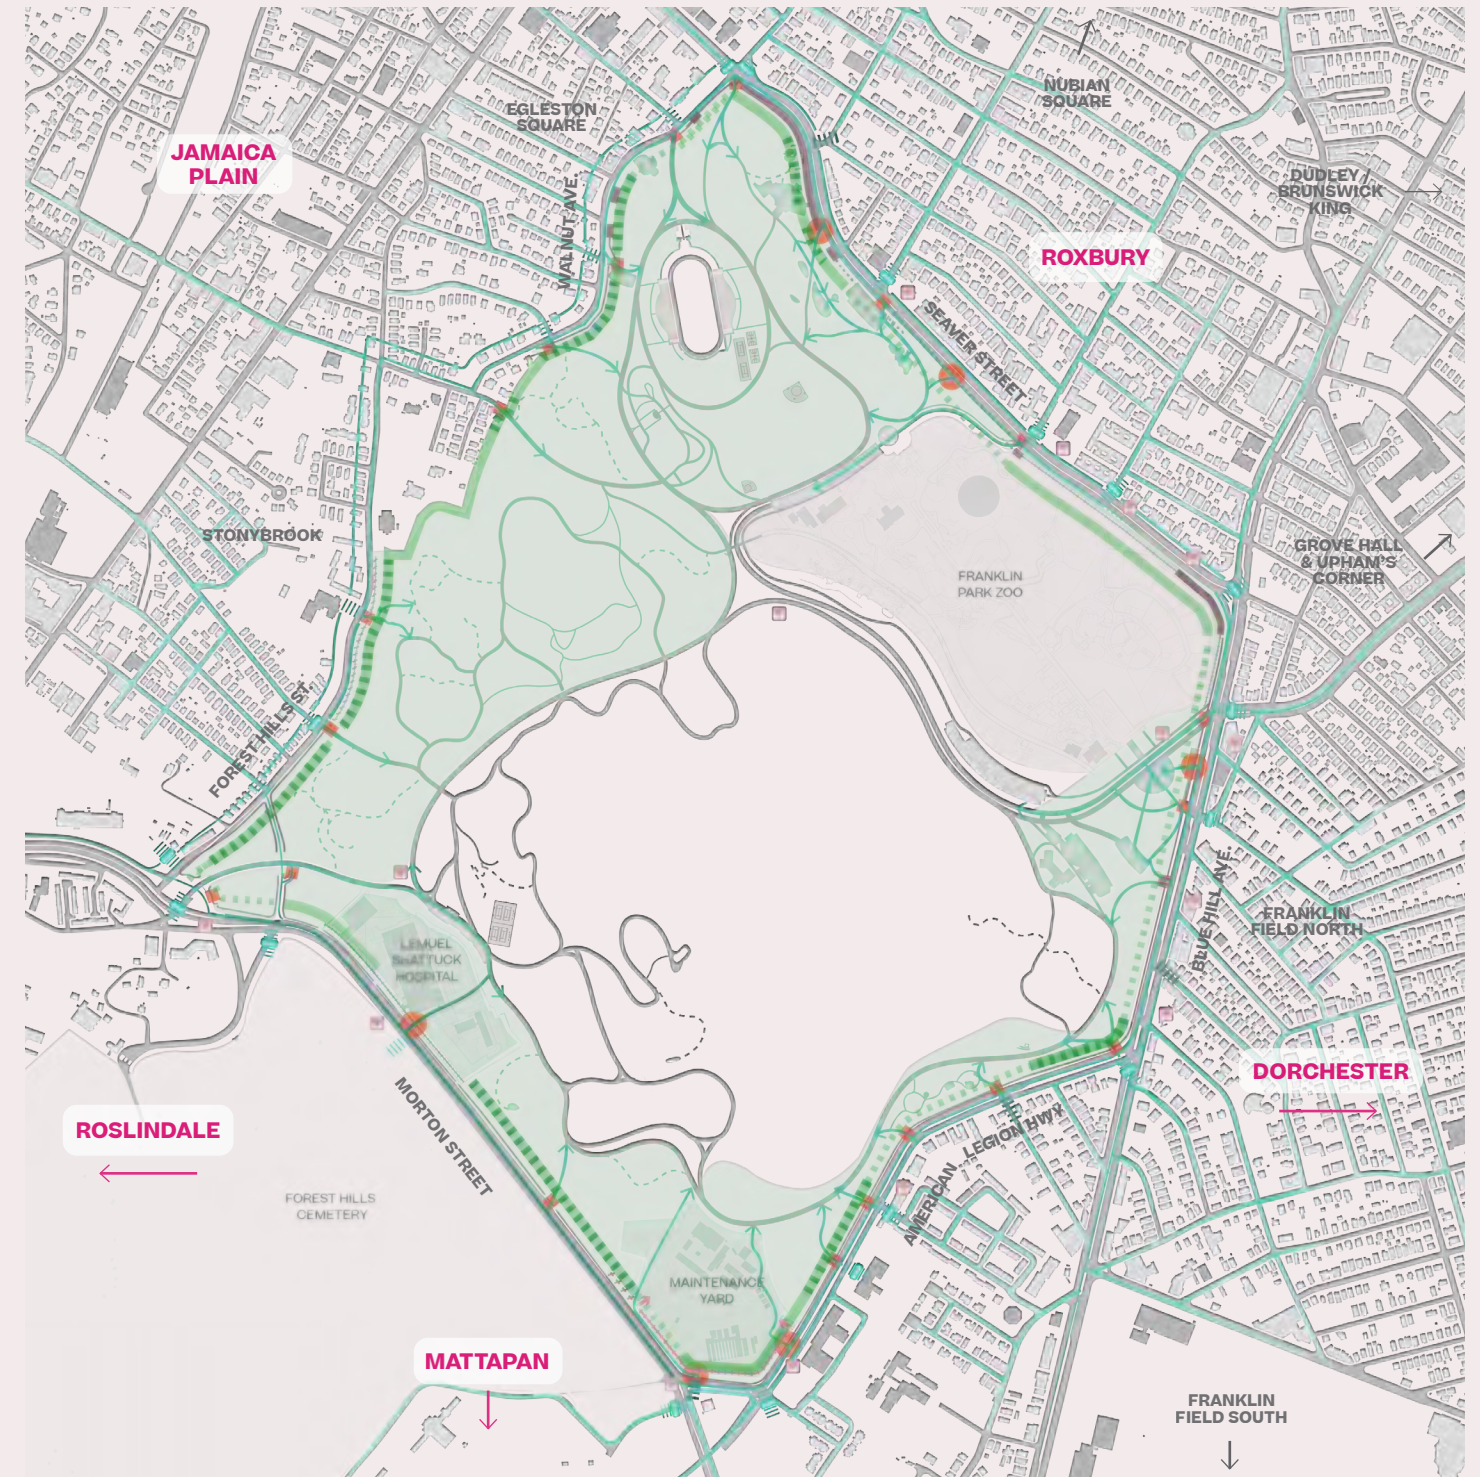 NUBIAN
SQUARE
EGLESTON
SQUARE
JAMAICA
PLAIN
DUDLEY /
BRUNSWICK
KING
WALNUT AVE.
ROXBURY
SEAVER STREET
STONYBROOK
GROVE HALL
& UPHAM'S
CORNER
FRANKLIN
PARK ZOO
FOREST HILLS ST.
BLUE HILL AVE.
FRANKLIN
FIELD NORTH
LEMUEL
SHATTUCK
HOSPITAL
DORCHESTER
MORTON STREET
ROSLINDALE
AMERICAN LEGION HWY
FOREST HILLS
CEMETERY
MAINTENANCE
YARD
MATTAPAN
FRANKLIN
FIELD SOUTH